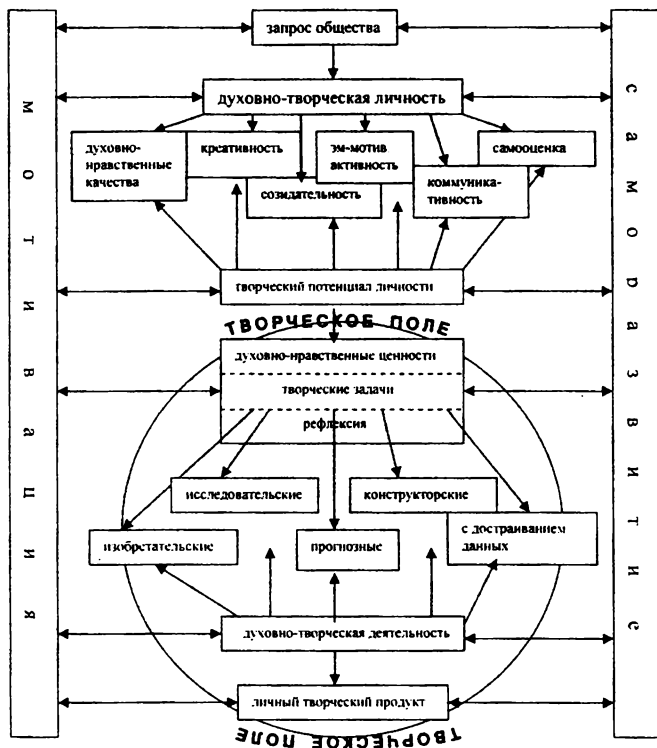 запрос общества
духовно-творческая личность
духовно-
нравственные
качества
креативность
созидательность
эм-мотив
активность
коммуника-
тивность
самооценка
творческий потенциал личности
ТВОРЧЕСКОЕ ПОЛЕ
духовно-нравственные ценности
творческие задачи
рефлексия
исследовательские
конструкторские
изобретательские
прогнозные
с достраиванием
данных
духовно-творческая деятельность
личный творческий продукт
ТВОРЧЕСКОЕ ПОЛЕ
мотивация
саморазвитие